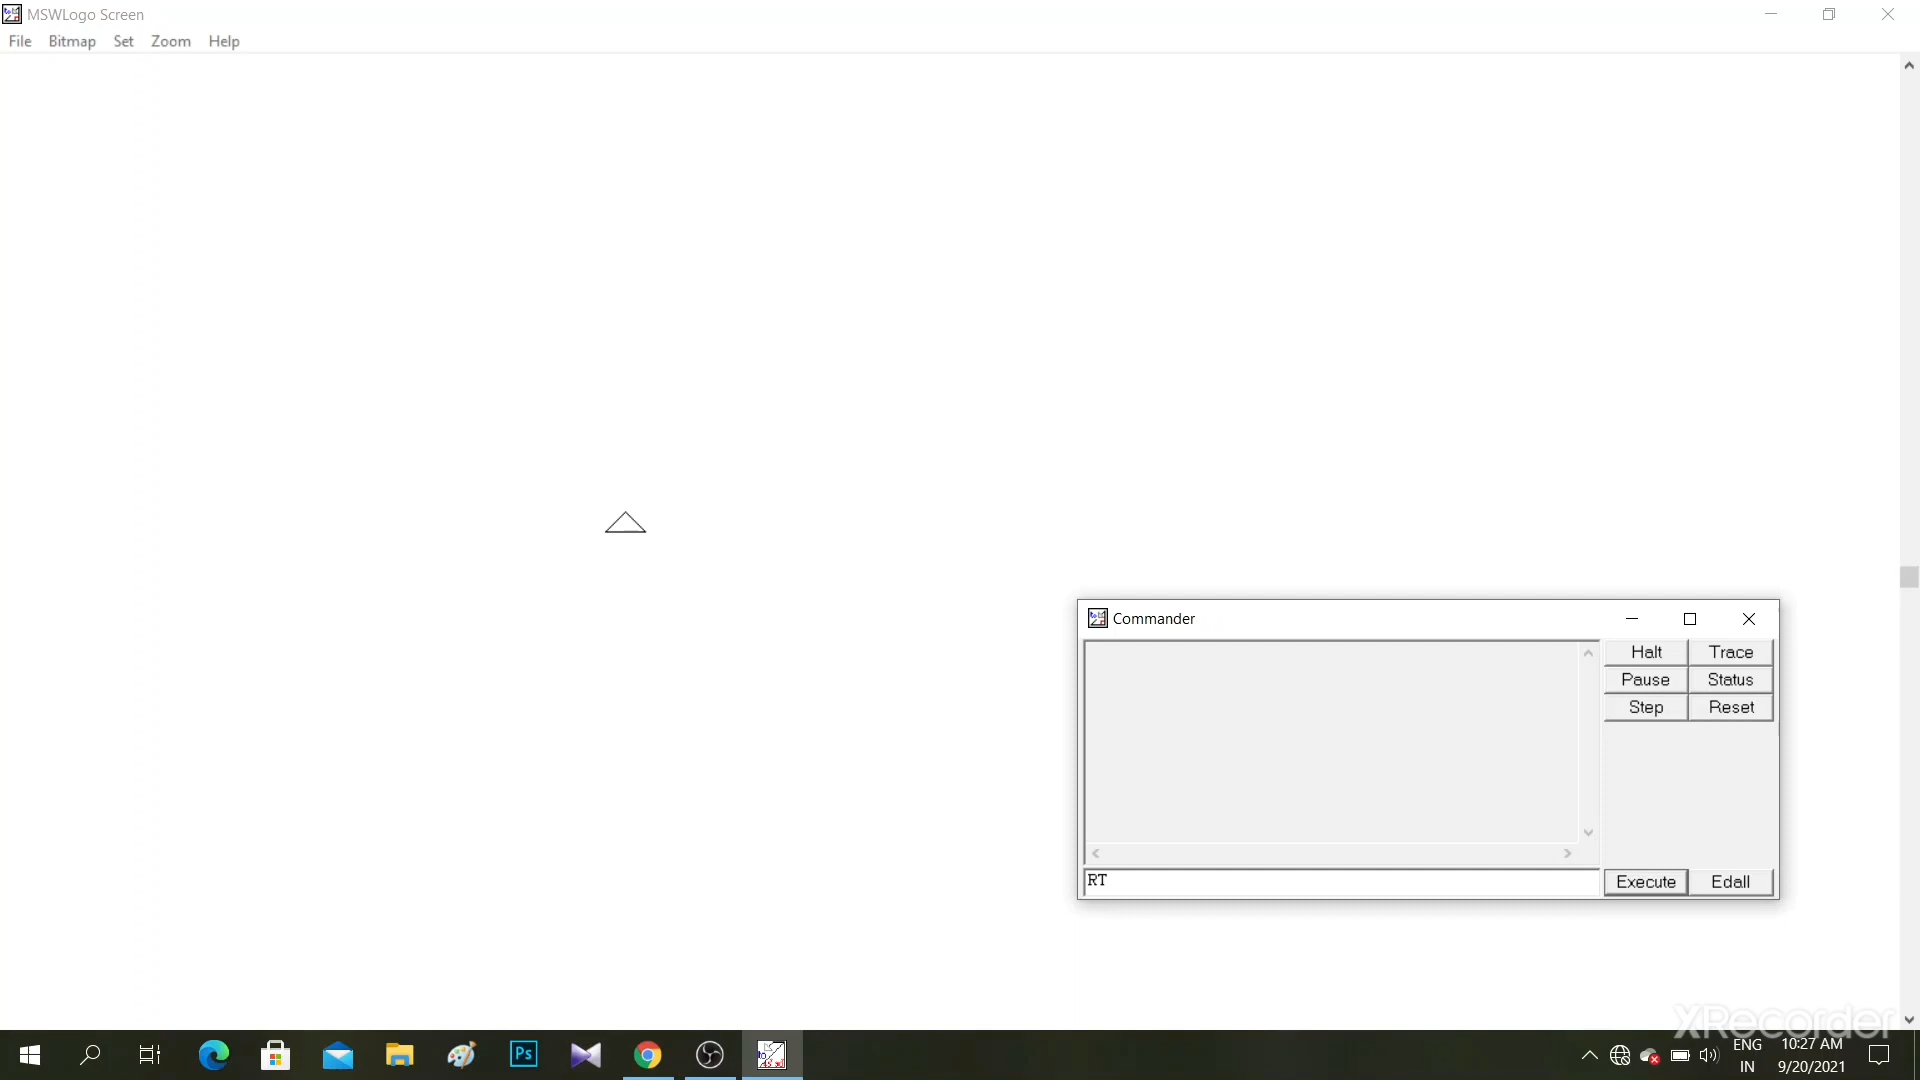 MSWLogo Screen
File Bitmap Set Zoom Help
Commander
Halt Trace
Pause Status
Step Reset
RT
Execute Edall
XRecorder
Ps
ENG
IN
10:27 AM
9/20/2021